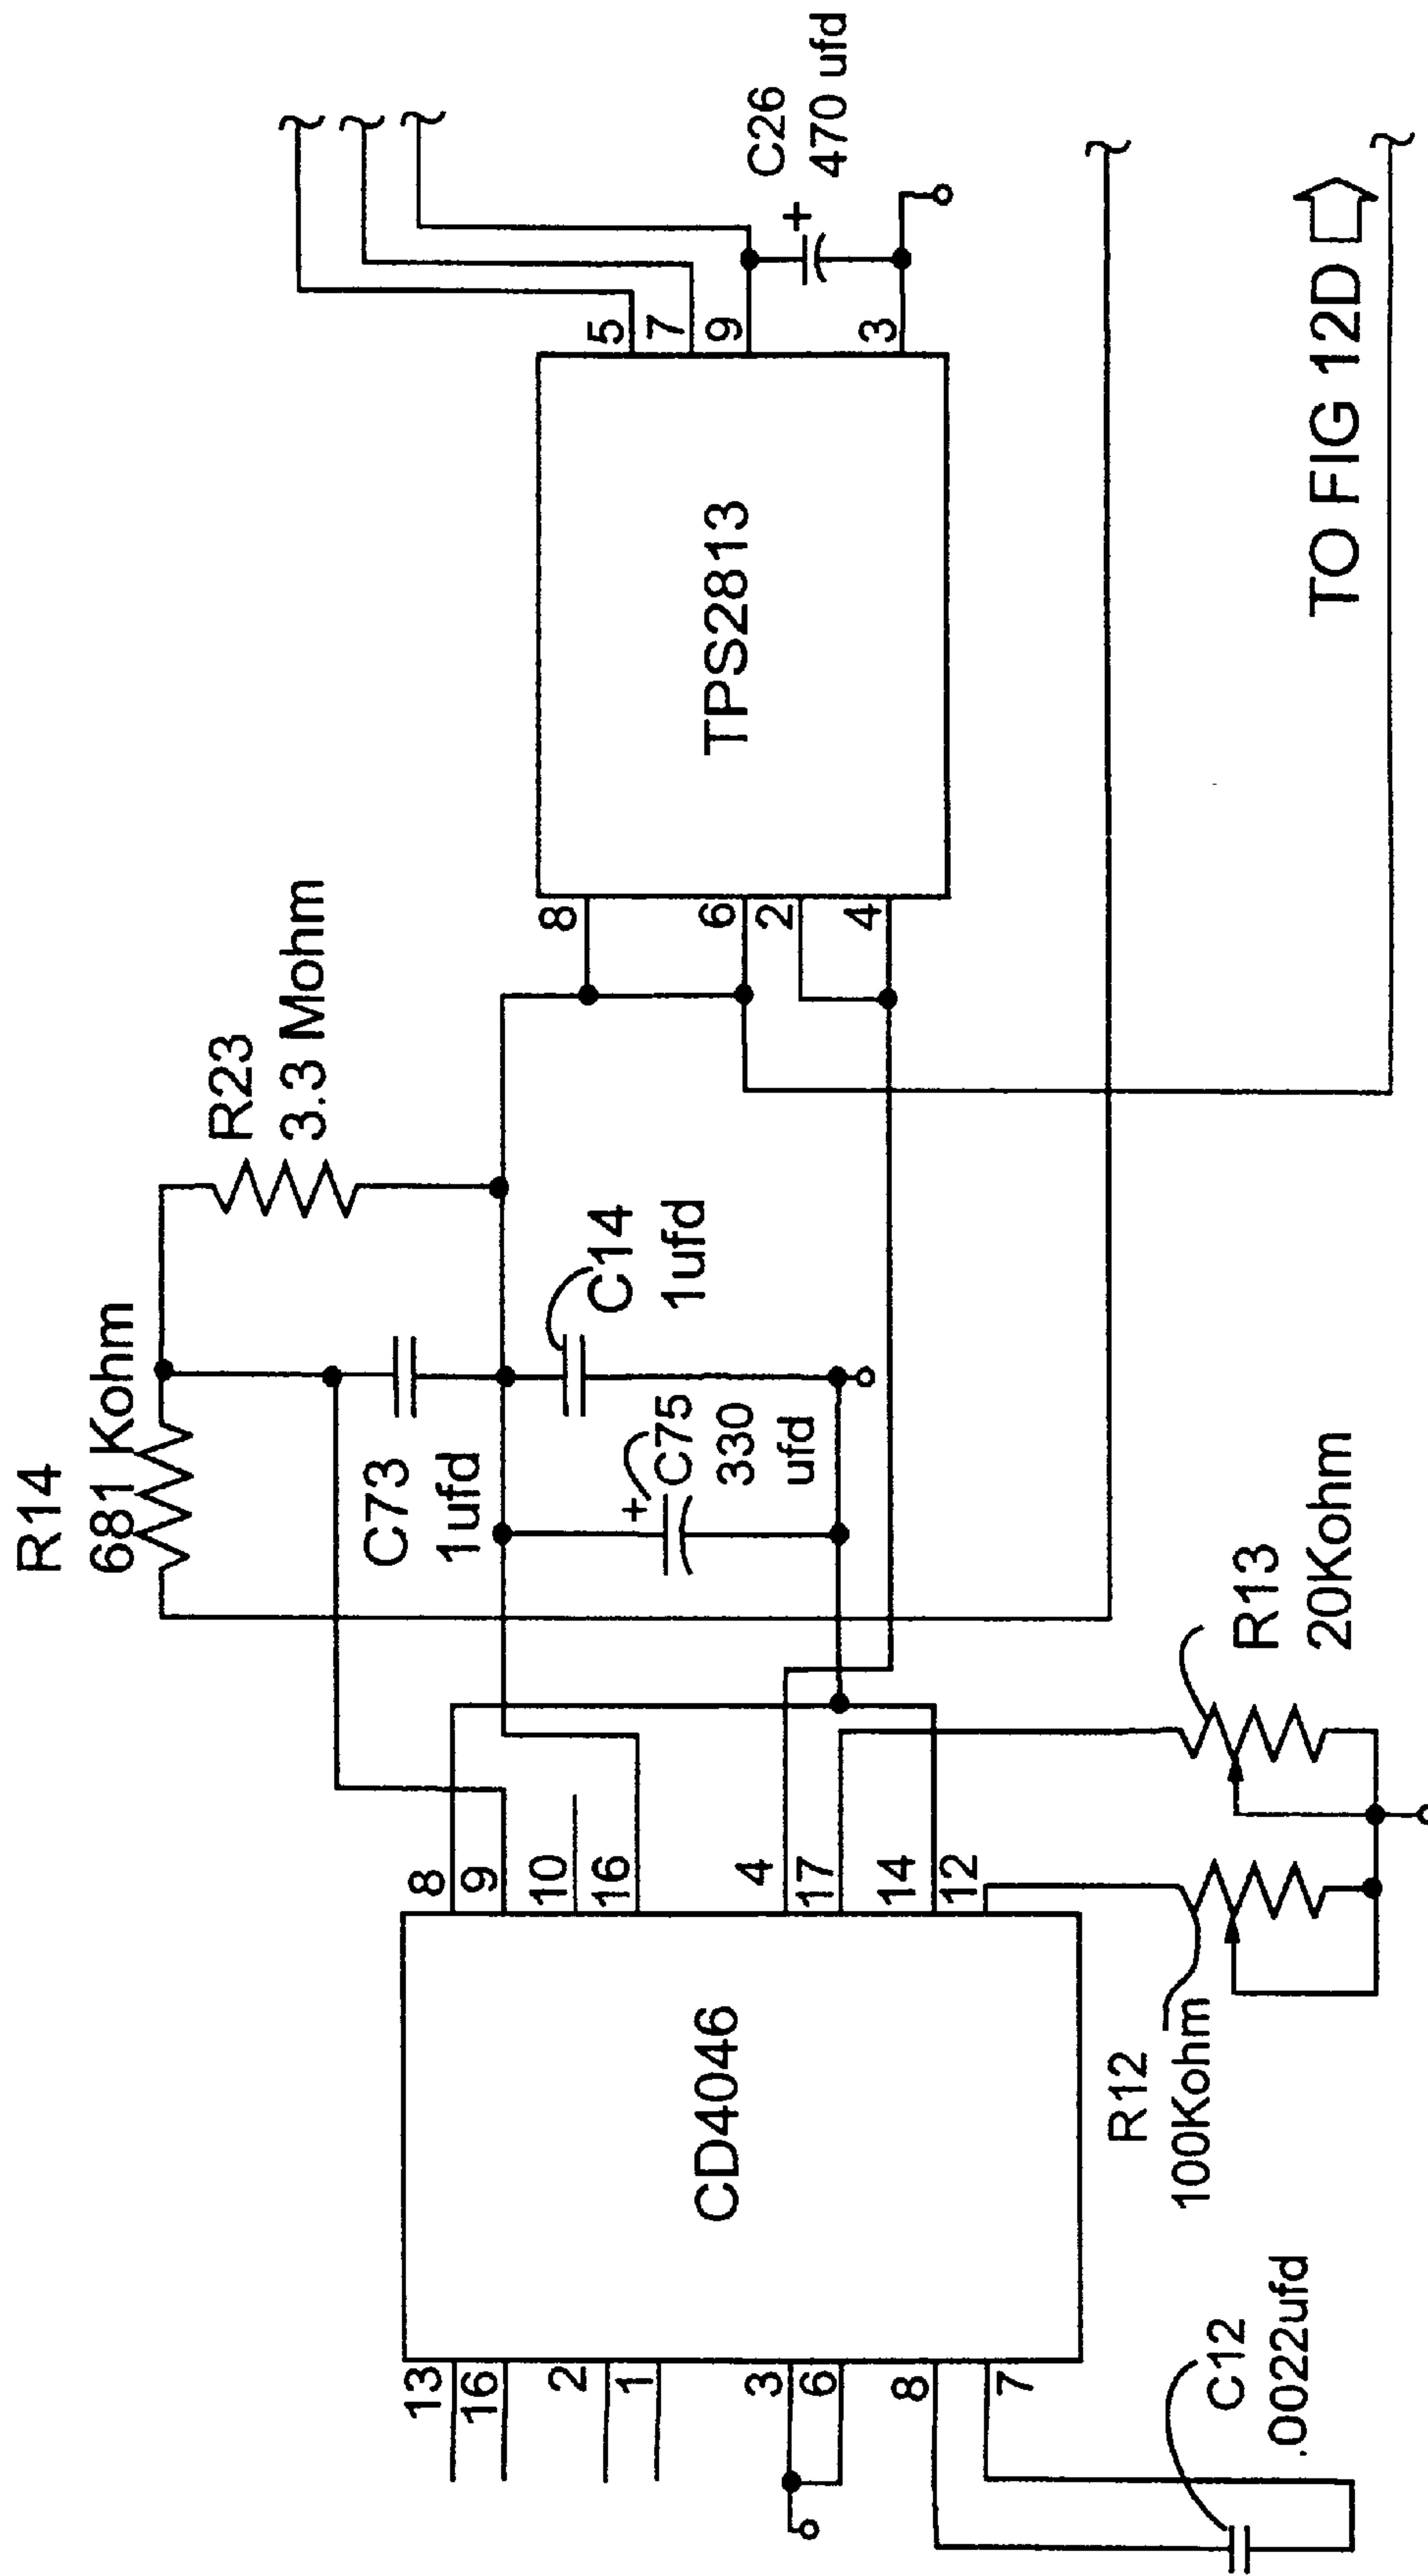 R14
681 Kohm
R23
3.3 Mohm
C73
1ufd
C14
1ufd
+
C75
330
ufd
CD4046
13
16
2
1
3
6
8
7
8
9
10
16
4
17
14
12
C12
.0022ufd
R12
100Kohm
R13
20Kohm
TPS2813
8
6
2
4
5
7
9
3
+
C26
470 ufd
TO FIG 12D